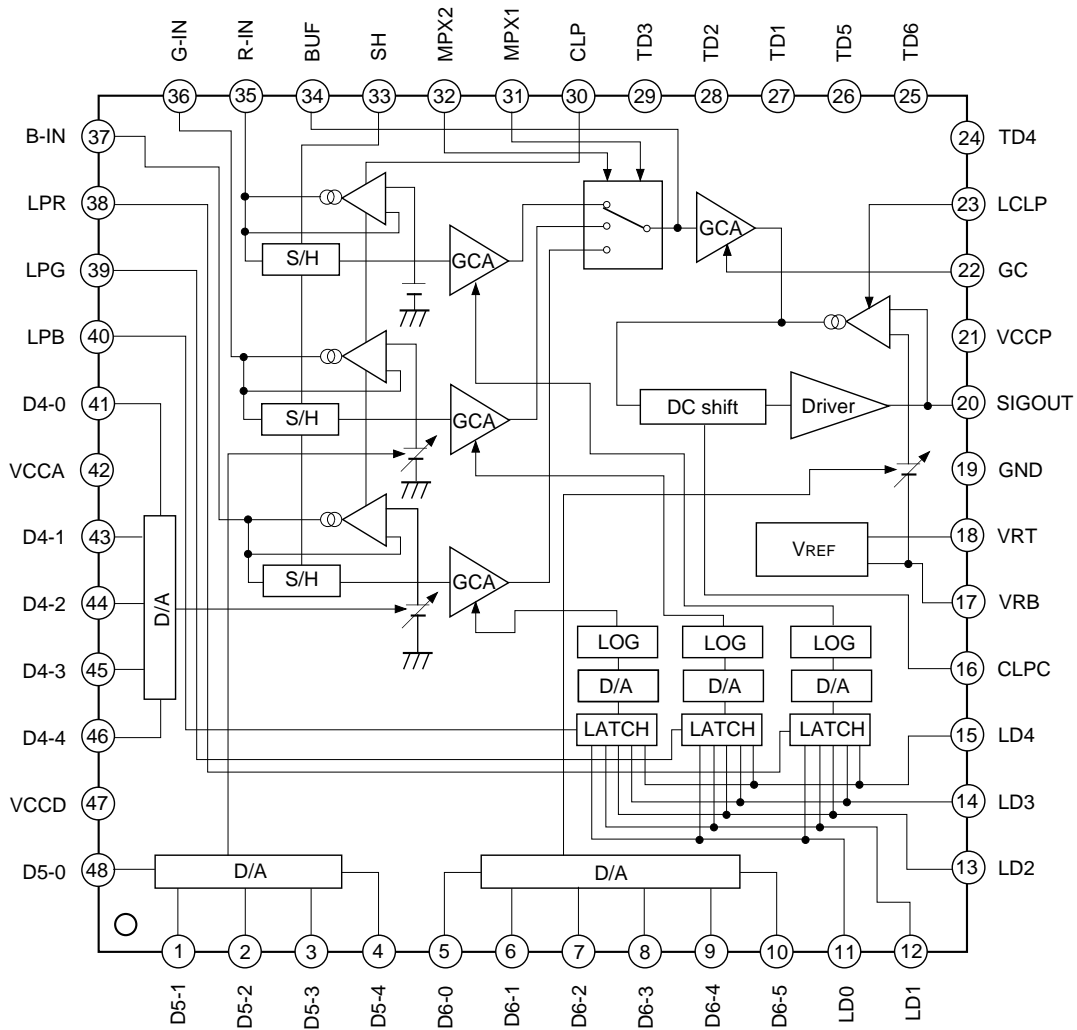 G-IN
R-IN
BUF
SH
MPX2
MPX1
CLP
TD3
TD2
TD1
TD5
TD6
36
35
34
33
32
31
30
29
28
27
26
25
B-IN
37
24
TD4
LPR
38
23
LCLP
LPG
39
22
GC
LPB
40
21
VCCP
D4-0
41
20
SIGOUT
VCCA
42
19
GND
D4-1
43
18
VRT
D4-2
44
17
VRB
D4-3
45
16
CLPC
D4-4
46
15
LD4
VCCD
47
14
LD3
D5-0
48
13
LD2
S/H
GCA
GCA
S/H
GCA
DC shift
Driver
S/H
GCA
VREF
D/A
LOG
LOG
LOG
D/A
D/A
D/A
LATCH
LATCH
LATCH
D/A
D/A
1
2
3
4
5
6
7
8
9
10
11
12
D5-1
D5-2
D5-3
D5-4
D6-0
D6-1
D6-2
D6-3
D6-4
D6-5
LD0
LD1